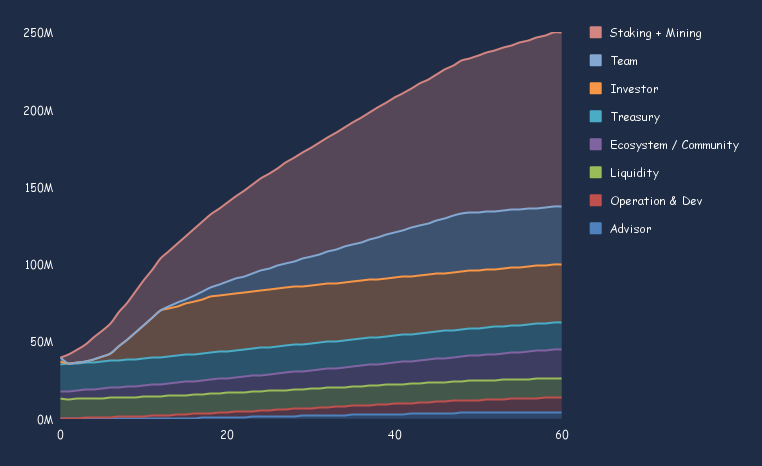 250M
200M
150M
100M
50M
0M
0
20
40
60
Staking + Mining
Team
Investor
Treasury
Ecosystem / Community
Liquidity
Operation & Dev
Advisor